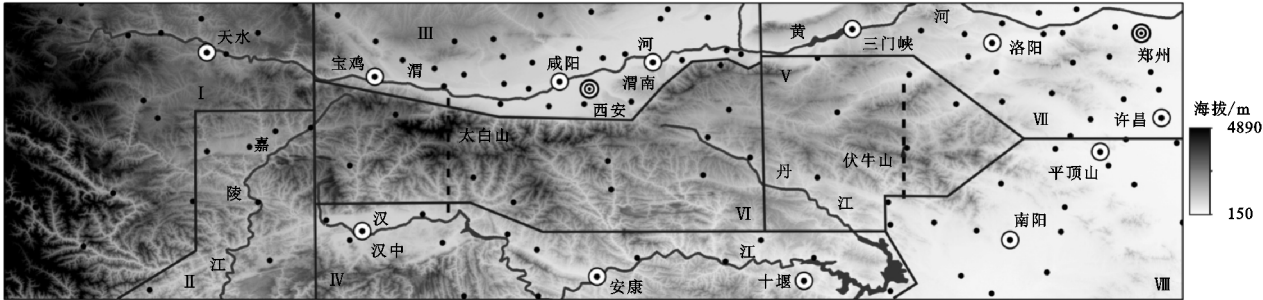 黄 河
III
天水
三门峡
洛阳
郑州
河
宝鸡 渭 咸阳
渭南
V
I
西安
海拔/m
4890
150
VII
许昌
嘉
太白山
伏牛山
平顶山
陵
丹
江
汉
VI
南阳
汉中
江
江
II
IV
安康
十堰
VIII